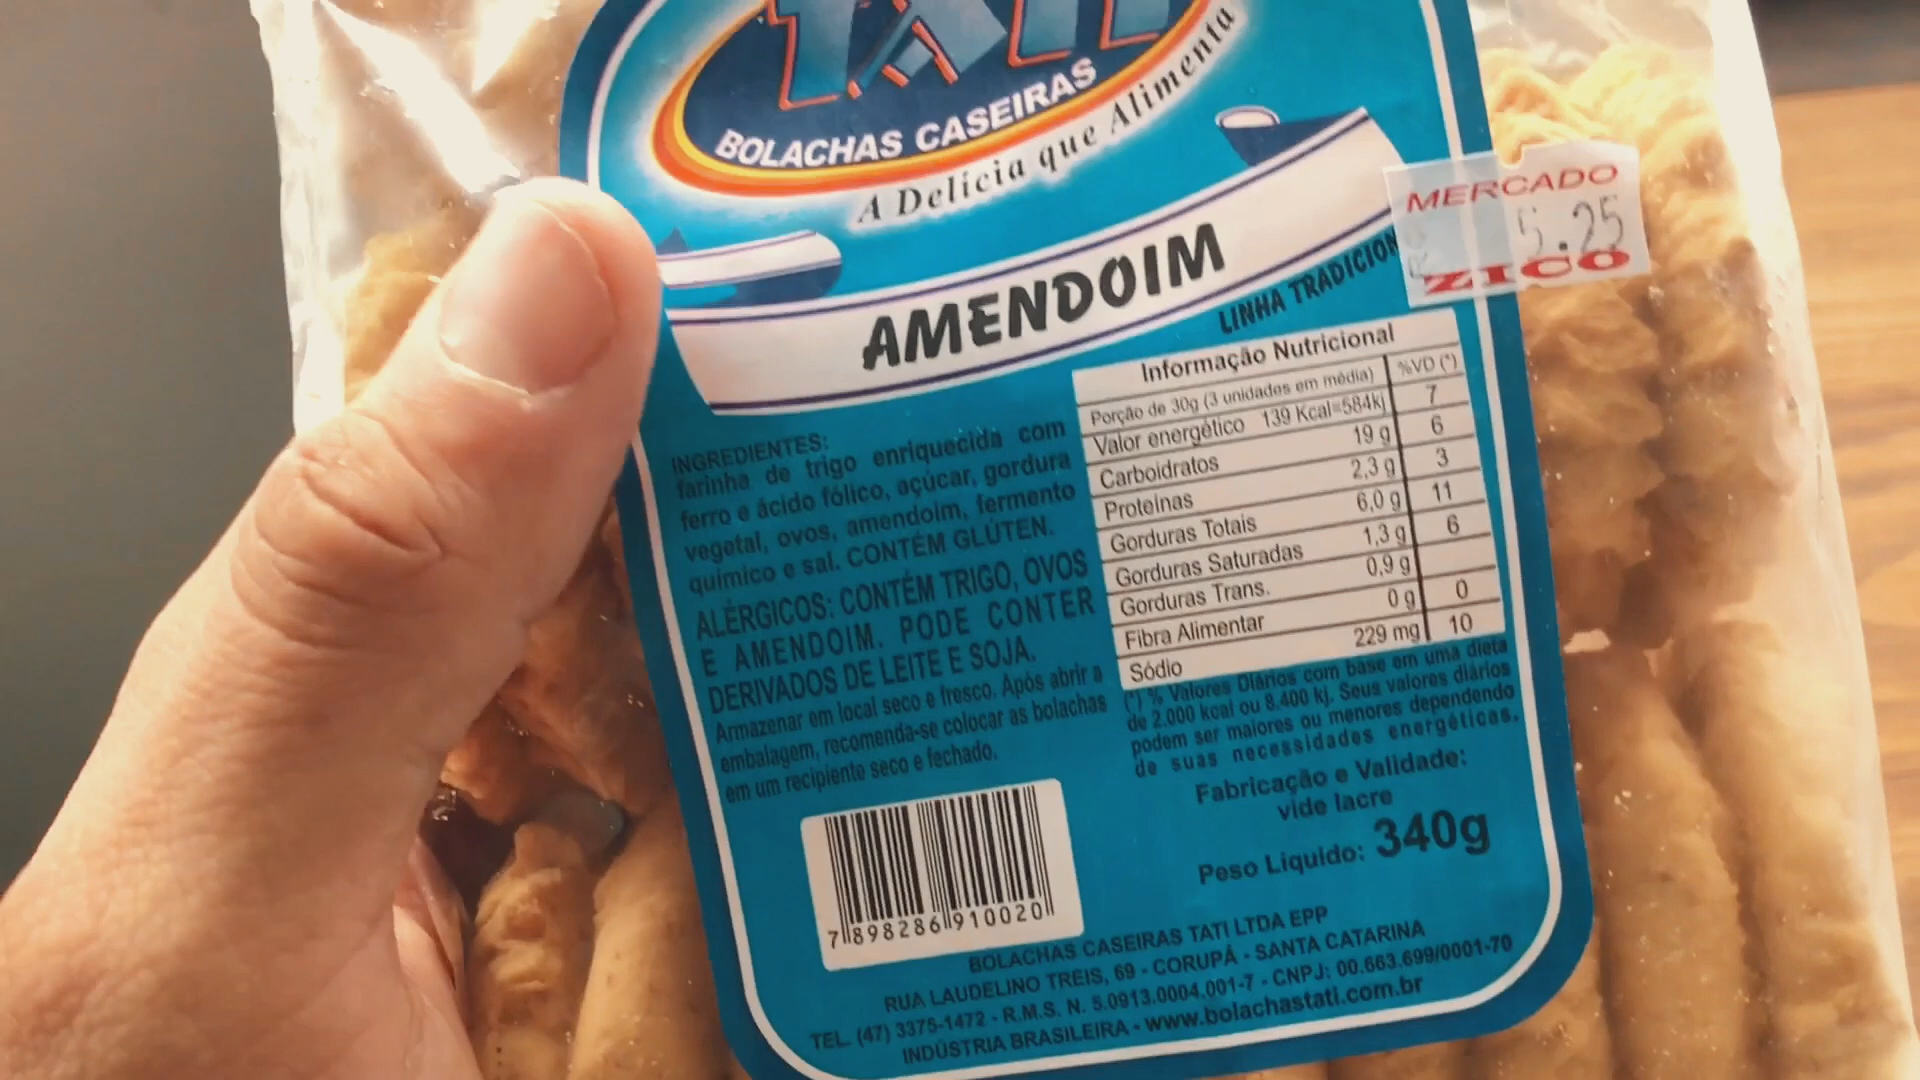 TATI
BOLACHAS CASEIRAS
A Delícia que Alimenta
MERCADO
5.25
ZICO
AMENDOIM
LINHA TRADICION
INGREDIENTES:
farinha de trigo enriquecida com
ferro e ácido fólico, açúcar, gordura
vegetal, ovos, amendoim, fermento
químico e sal. CONTÉM GLÚTEN.
ALÉRGICOS: CONTÉM TRIGO, OVOS
E AMENDOIM. PODE CONTER
DERIVADOS DE LEITE E SOJA.
Armazenar em local seco e fresco. Após abrir a
embalagem, recomenda-se colocar as bolachas
em um recipiente seco e fechado.
Informação Nutricional
Porção de 30g (3 unidades em média) %VD (*)
Valor energético 139 Kcal=584kj 7
Carboidratos 19 g 6
Proteínas 2,3 g 3
Gorduras Totais 6,0 g 11
Gorduras Saturadas 1,3 g 6
Gorduras Trans. 0,9 g
Fibra Alimentar 0 g 0
Sódio 229 mg 10
(*) % Valores Diários com base em uma dieta
de 2.000 kcal ou 8.400 kj. Seus valores diários
podem ser maiores ou menores dependendo
de suas necessidades energéticas.
Fabricação e Validade:
vide lacre
Peso Liquido: 340g
7 898286 910020
BOLACHAS CASEIRAS TATI LTDA EPP
RUA LAUDELINO TREIS, 69 - CORUPÁ - SANTA CATARINA
TEL. (47) 3375-1472 - R.M.S. N. 5.0913.0004.001-7 - CNPJ: 00.663.699/0001-70
INDÚSTRIA BRASILEIRA - www.bolachastati.com.br